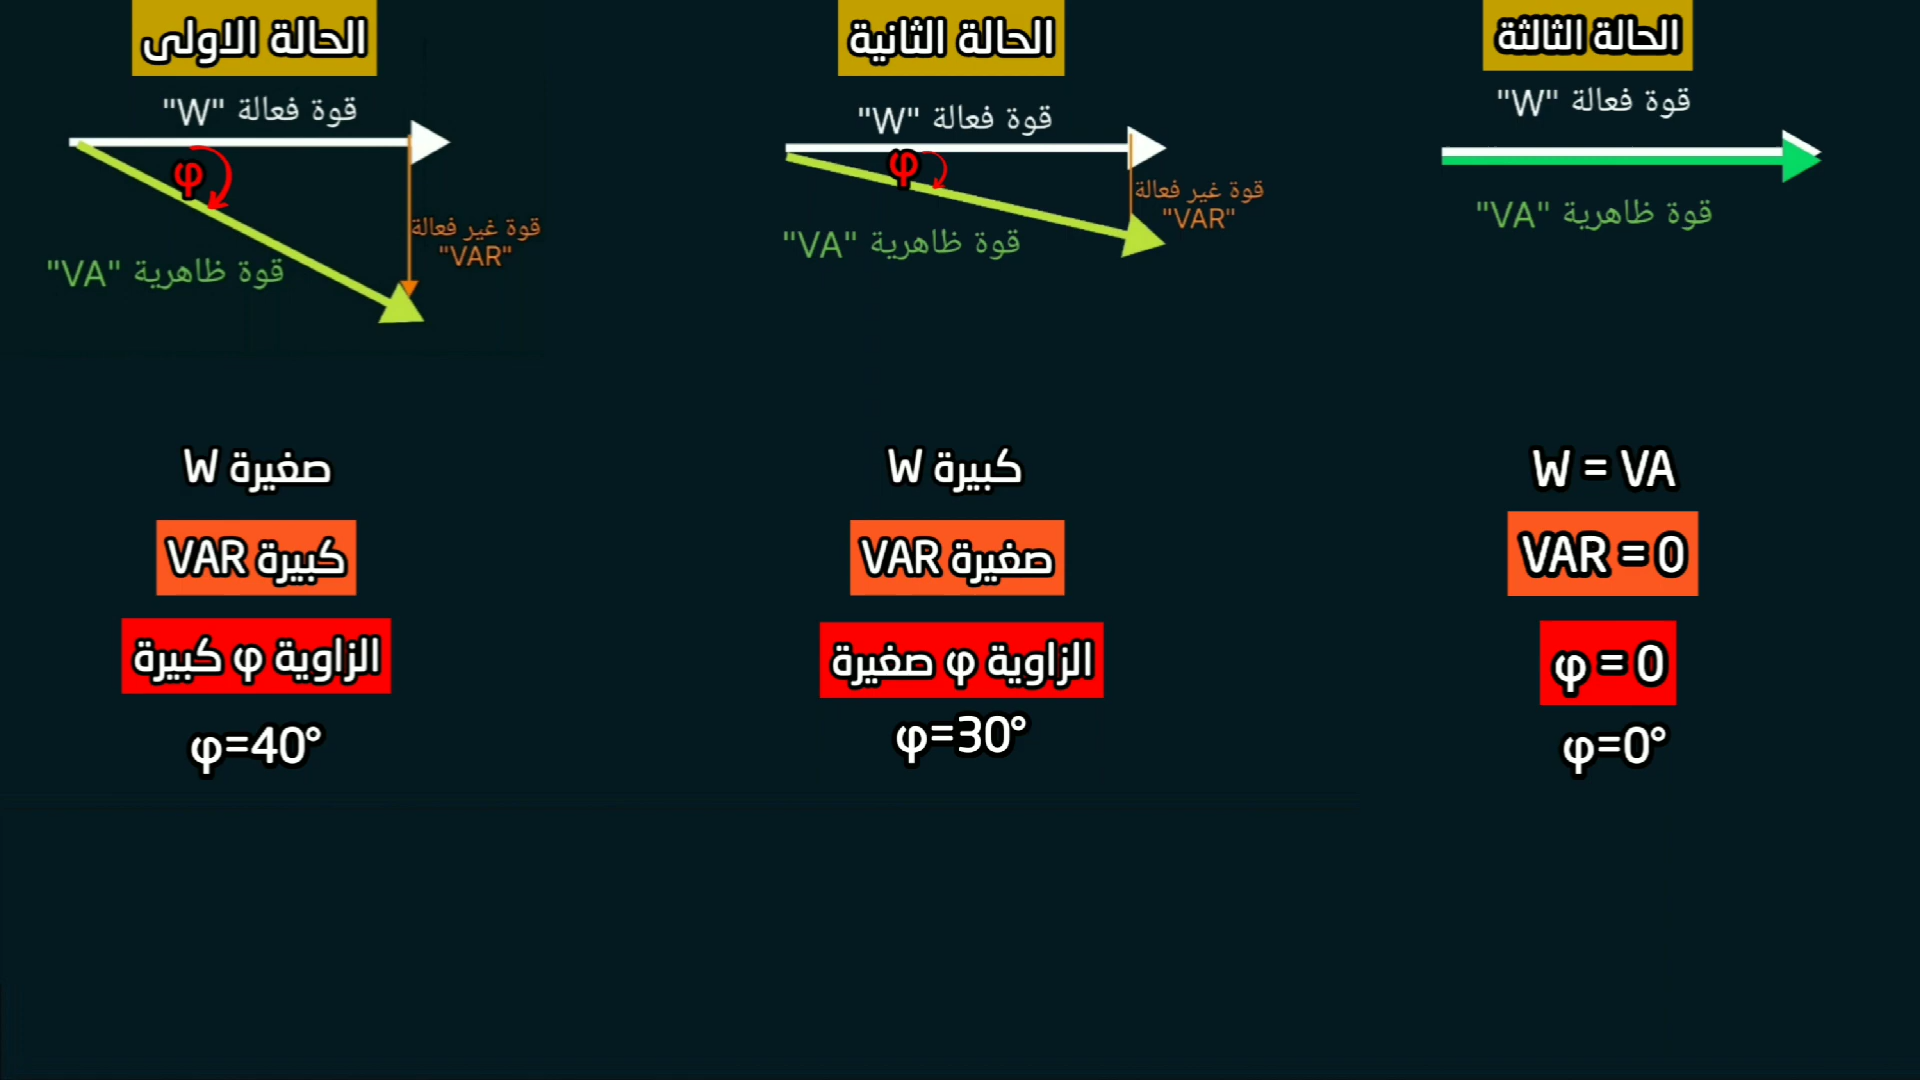 الحالة الاولى
قوة فعالة "W"
φ
قوة غير فعالة
"VAR"
قوة ظاهرية "VA"
صغيرة W
كبيرة VAR
الزاوية φ كبيرة
φ=40°
الحالة الثانية
قوة فعالة "W"
φ
قوة غير فعالة
"VAR"
قوة ظاهرية "VA"
كبيرة W
صغيرة VAR
الزاوية φ صغيرة
φ=30°
الحالة الثالثة
قوة فعالة "W"
قوة ظاهرية "VA"
W = VA
VAR = 0
φ = 0
φ=0°